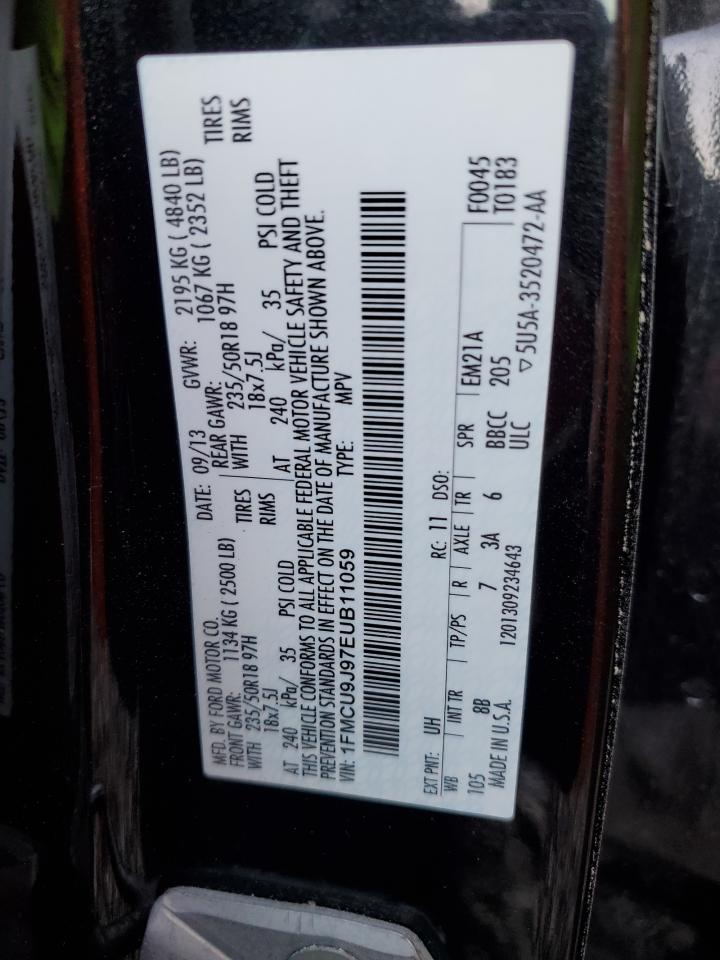 MFD. BY FORD MOTOR CO.
DATE: 09/13 GVWR: 2195 KG ( 4840 LB)
FRONT GAWR: 1134 KG ( 2500 LB) REAR GAWR: 1067 KG ( 2352 LB)
WITH 235/50R18 97H TIRES WITH 235/50R18 97H TIRES
18x7.5J RIMS 18x7.5J RIMS
AT 240 kPa/ 35 PSI COLD AT 240 kPa/ 35 PSI COLD
THIS VEHICLE CONFORMS TO ALL APPLICABLE FEDERAL MOTOR VEHICLE SAFETY AND THEFT
PREVENTION STANDARDS IN EFFECT ON THE DATE OF MANUFACTURE SHOWN ABOVE.
VIN: 1FMCU9J97EUB11059 TYPE: MPV
EXT PNT: UH RC: 11 DSO:
WB INT TR TP/PS R AXLE TR SPR EM21A F0045
105 8B 7 3A 6 BBCC 205 T0183
MADE IN U.S.A. 1201309234643 ULC ▽5U5A-3520472-AA